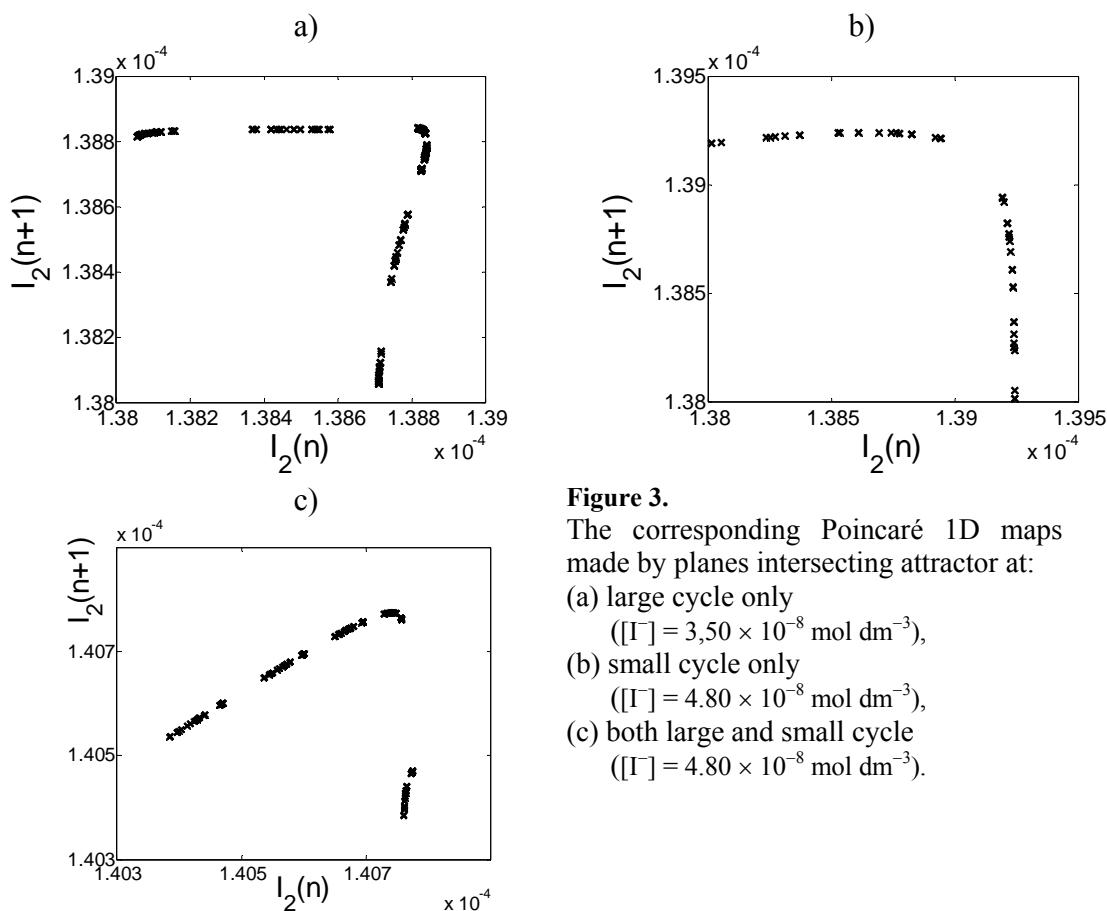 a)
x 10⁻⁴
1.39
1.388
1.386
1.384
1.382
1.38
I₂(n+1)
1.38 1.382 1.384 1.386 1.388 1.39
I₂(n)
x 10⁻⁴
b)
x 10⁻⁴
1.395
1.39
1.385
1.38
I₂(n+1)
1.38 1.385 1.39 1.395
I₂(n)
x 10⁻⁴
c)
x 10⁻⁴
1.407
1.405
1.403
I₂(n+1)
1.403 1.405 1.407
I₂(n)
x 10⁻⁴
Figure 3.
The corresponding Poincaré 1D maps
made by planes intersecting attractor at:
(a) large cycle only
([I⁻] = 3,50 × 10⁻⁸ mol dm⁻³),
(b) small cycle only
([I⁻] = 4.80 × 10⁻⁸ mol dm⁻³),
(c) both large and small cycle
([I⁻] = 4.80 × 10⁻⁸ mol dm⁻³).